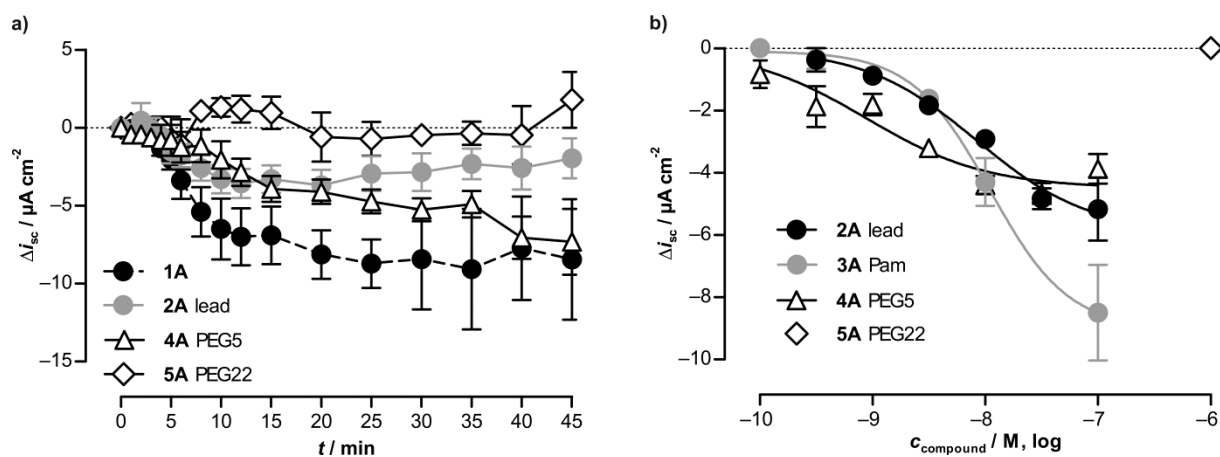 a)
5
0
−5
−10
−15
Δisc / µA cm−2
1A
2A lead
4A PEG5
5A PEG22
0 5 10 15 20 25 30 35 40 45
t / min
b)
0
−2
−4
−6
−8
−10
Δisc / µA cm−2
2A lead
3A Pam
4A PEG5
5A PEG22
−10 −9 −8 −7 −6
ccompound / M, log